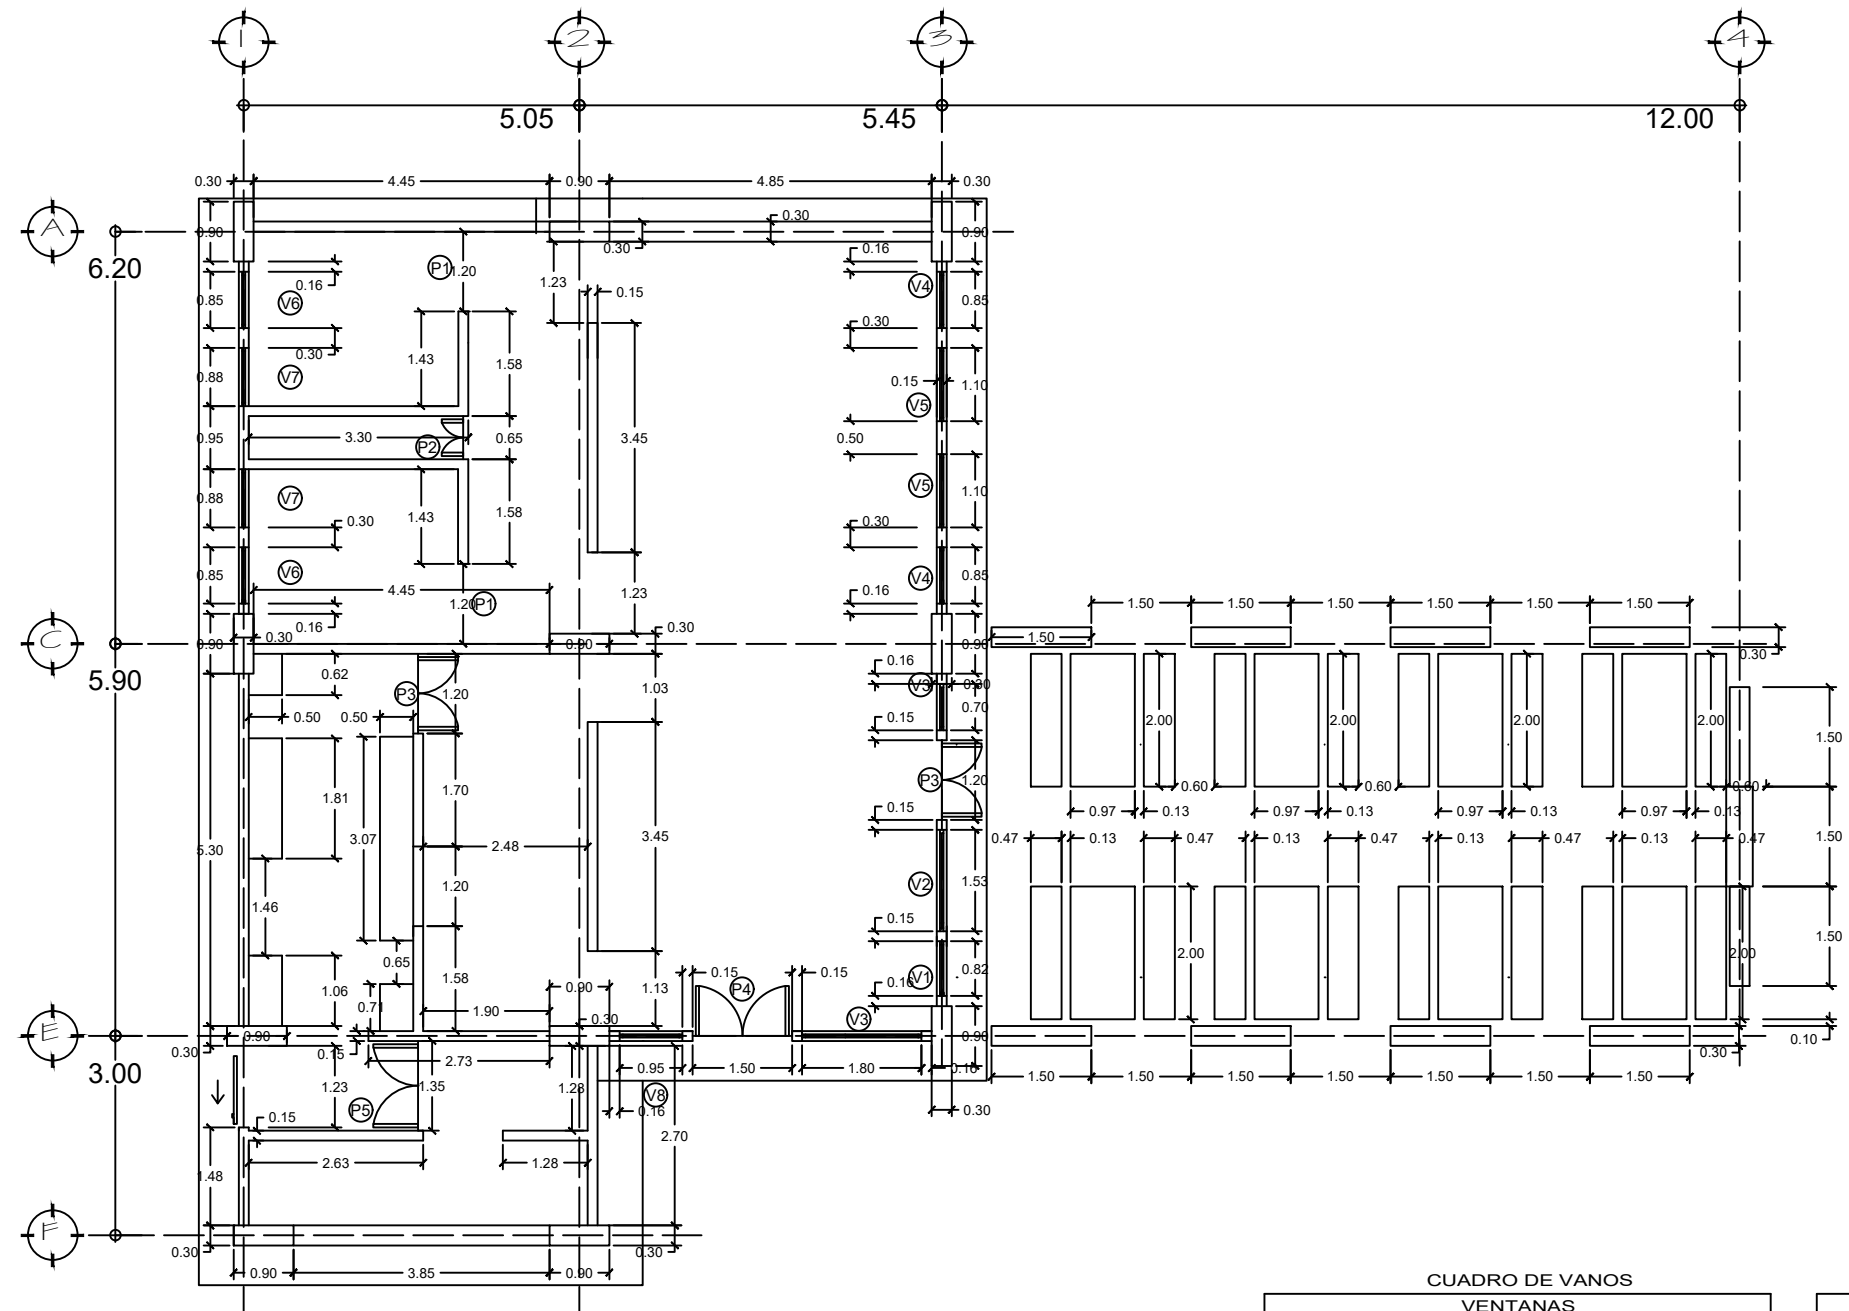 1 2 3 4
5.05 5.45 12.00
0.30 4.45 0.90 4.85 0.30
A
0.30
0.90 0.30 0.16 0.90
6.20 P1 1.20
0.16 1.23 V4
0.85 V6 0.15 0.85
0.30
0.30 1.43 1.58
0.88 V7 0.15 1.10
V5
0.95 3.30 P2 0.65 3.45 0.50
0.88 V7 V5 1.10
0.30 1.43 1.58 0.30
0.85 V6 V4 0.85
4.45 1.23
1.20 P1 0.16 1.50 1.50 1.50 1.50 1.50 1.50
0.16 0.30
C 0.90 0.30 0.90 0.90 1.50
0.30
5.90 0.62 P3 1.20 1.03 0.16 V3 0.30
0.50 0.50 0.70 2.00 2.00 2.00 2.00
0.15 1.50
1.81 1.70 P3 1.20 0.60 0.60 0.60
0.15 0.97 0.13 0.97 0.13 0.97 0.13 0.97 0.13
5.30 3.07 2.48 3.45 0.47 0.13 0.47 0.13 0.47 0.13 0.47 0.13 0.47
1.50
1.46 1.20 V2 1.53
0.15
0.65 1.58 2.00 2.00 1.50
1.06 0.71 0.90 1.13 0.15 P4 0.15 0.16 V1 0.82
1.90 0.30 V3
E 0.90 0.90
0.30 0.15 2.73 0.30 0.10
3.00 1.23 1.35 1.28 0.95 1.50 1.80 0.16 1.50 1.50 1.50 1.50 1.50 1.50 1.50
V8
0.15 P5 0.16 0.30
2.70
1.48 2.63 1.28
F
0.30 0.30
0.90 3.85 0.90
CUADRO DE VANOS
VENTANAS